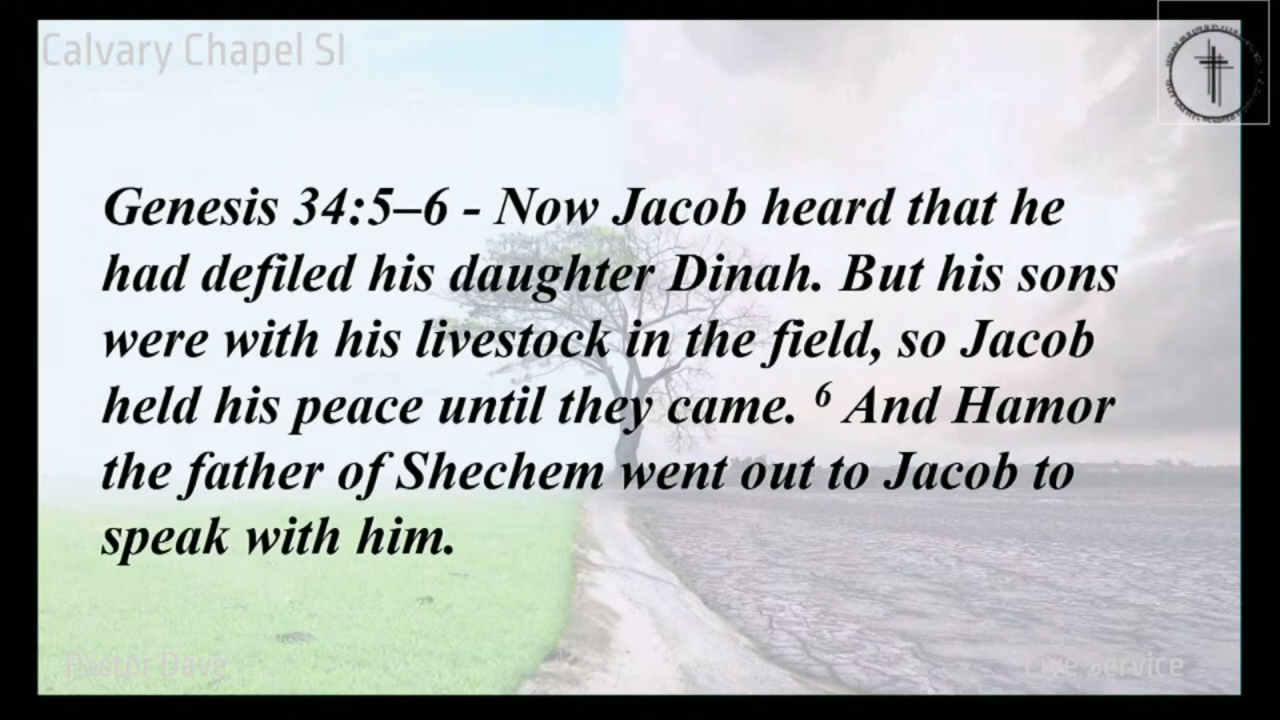 Calvary Chapel SI
Genesis 34:5–6 - Now Jacob heard that he
had defiled his daughter Dinah. But his sons
were with his livestock in the field, so Jacob
held his peace until they came. ⁶ And Hamor
the father of Shechem went out to Jacob to
speak with him.
Pastor Dave
Live Service